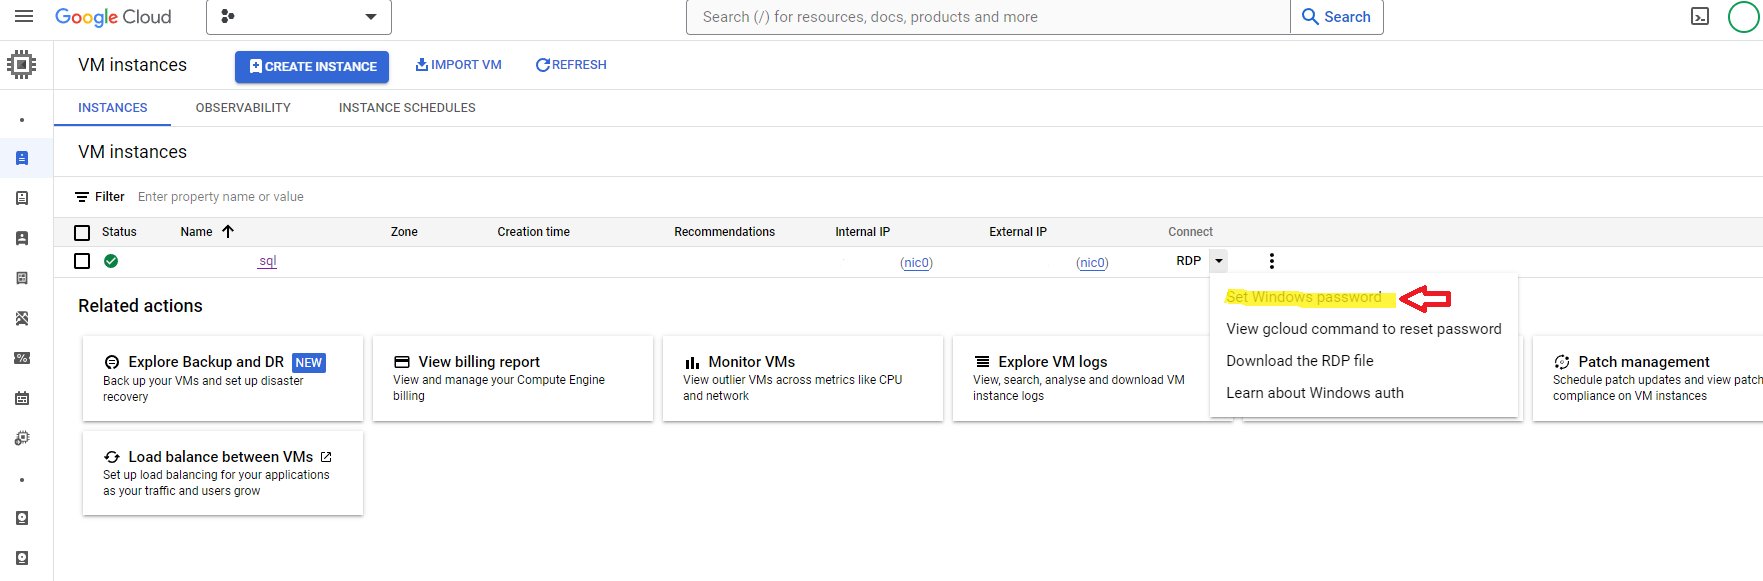 Google Cloud
Search (/) for resources, docs, products and more
Search
VM instances
CREATE INSTANCE
IMPORT VM
REFRESH
INSTANCES
OBSERVABILITY
INSTANCE SCHEDULES
VM instances
Filter Enter property name or value
Status Name Zone Creation time Recommendations Internal IP External IP Connect
sql (nic0) (nic0) RDP
Set Windows password
View gcloud command to reset password
Download the RDP file
Learn about Windows auth
Related actions
Explore Backup and DR NEW
Back up your VMs and set up disaster
recovery
View billing report
View and manage your Compute Engine
billing
Monitor VMs
View outlier VMs across metrics like CPU
and network
Explore VM logs
View, search, analyse and download VM
instance logs
Patch management
Schedule patch updates and view patch
compliance on VM instances
Load balance between VMs
Set up load balancing for your applications
as your traffic and users grow